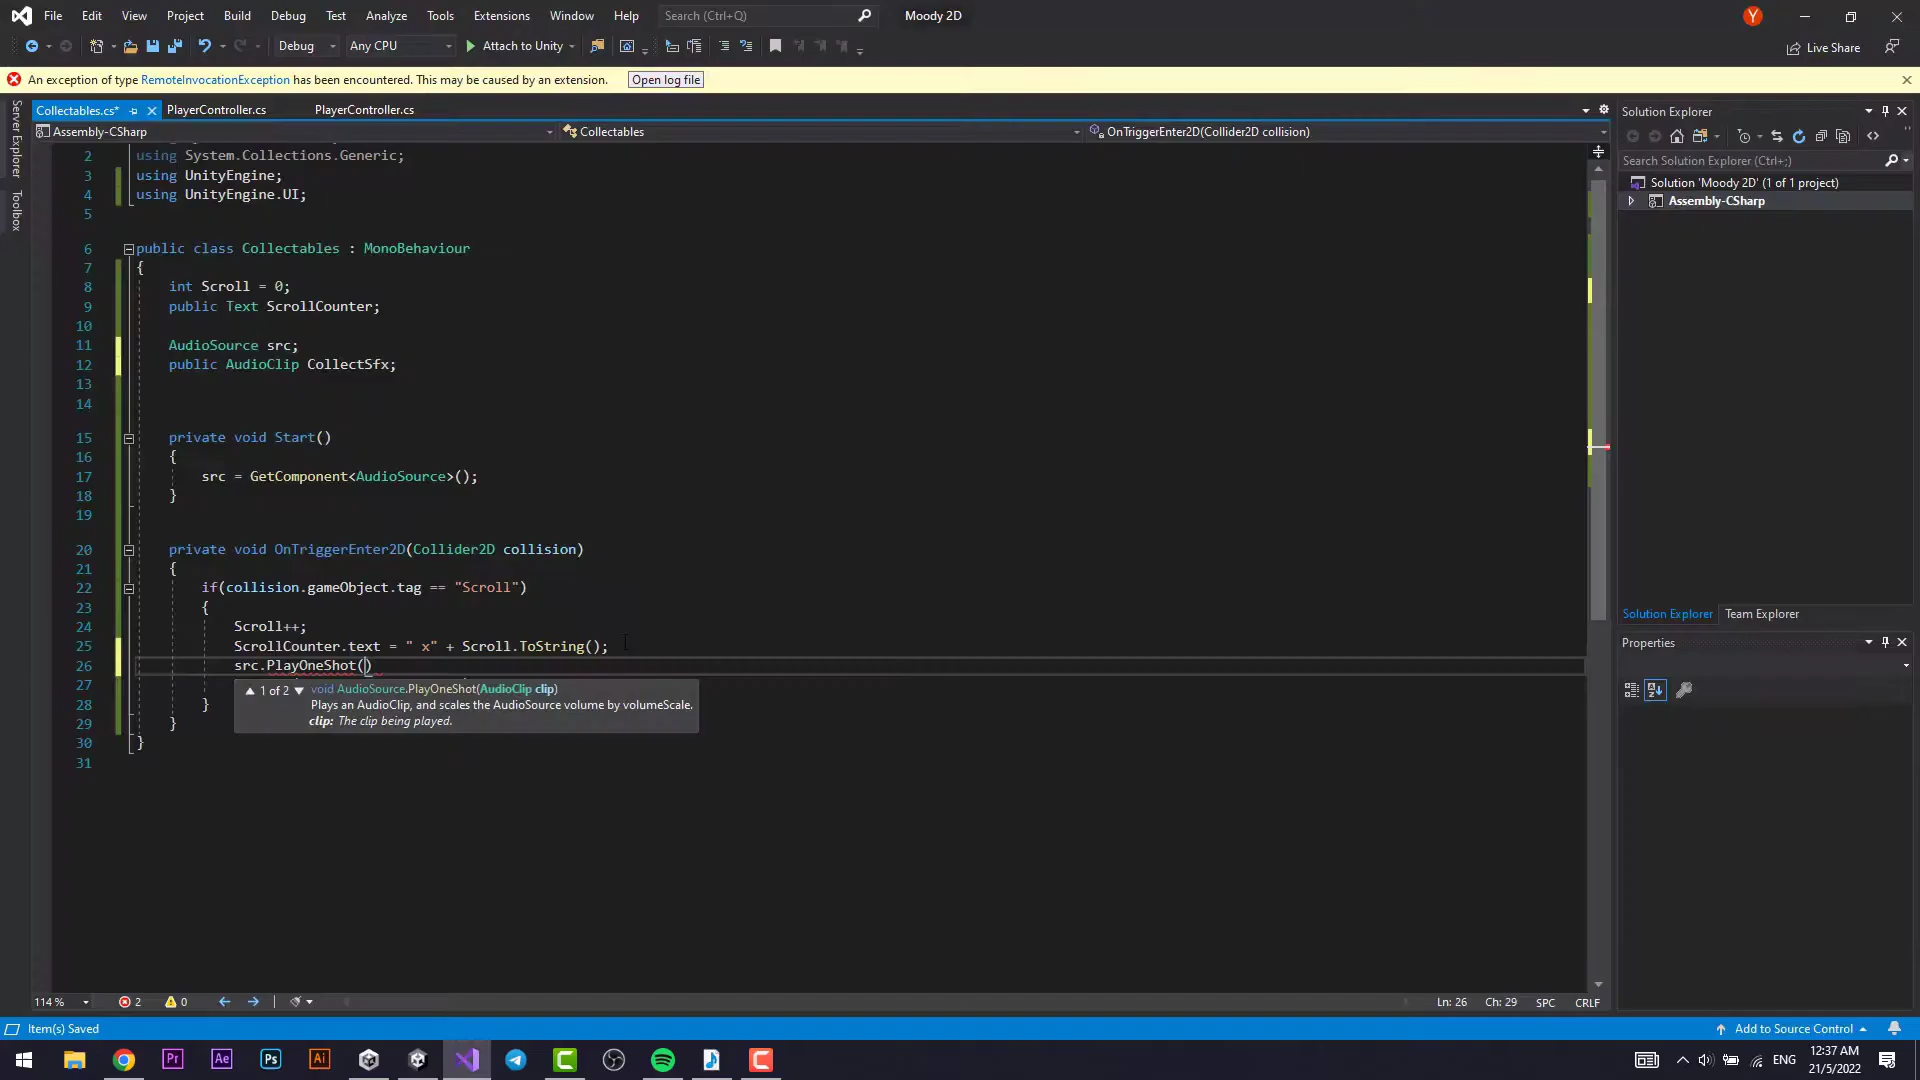 File Edit View Project Build Debug Test Analyze Tools Extensions Window Help Search (Ctrl+Q) Moody 2D Y
Debug Any CPU Attach to Unity Live Share
An exception of type RemoteInvocationException has been encountered. This may be caused by an extension. Open log file
Server Explorer
Toolbox
Collectables.cs* PlayerController.cs PlayerController.cs
Assembly-CSharp Collectables OnTriggerEnter2D(Collider2D collision)
2 using System.Collections.Generic;
3 using UnityEngine;
4 using UnityEngine.UI;
5
6 public class Collectables : MonoBehaviour
7 {
8 int Scroll = 0;
9 public Text ScrollCounter;
10
11 AudioSource src;
12 public AudioClip CollectSfx;
13
14
15 private void Start()
16 {
17 src = GetComponent<AudioSource>();
18 }
19
20 private void OnTriggerEnter2D(Collider2D collision)
21 {
22 if(collision.gameObject.tag == "Scroll")
23 {
24 Scroll++;
25 ScrollCounter.text = " x" + Scroll.ToString();
26 src.PlayOneShot()
27
28 }
29 }
30 }
31
1 of 2 void AudioSource.PlayOneShot(AudioClip clip)
Plays an AudioClip, and scales the AudioSource volume by volumeScale.
clip: The clip being played.
Solution Explorer
Search Solution Explorer (Ctrl+;)
Solution 'Moody 2D' (1 of 1 project)
Assembly-CSharp
Solution Explorer Team Explorer
Properties
114 % 2 0 Ln: 26 Ch: 29 SPC CRLF
Item(s) Saved Add to Source Control
Pr Ae Ps Ai ENG 12:37 AM
21/5/2022